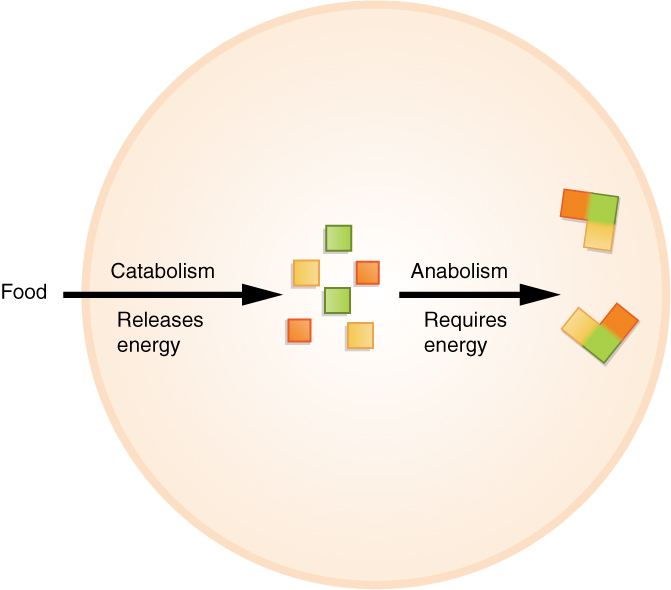 Food
Catabolism
Releases
energy
Anabolism
Requires
energy